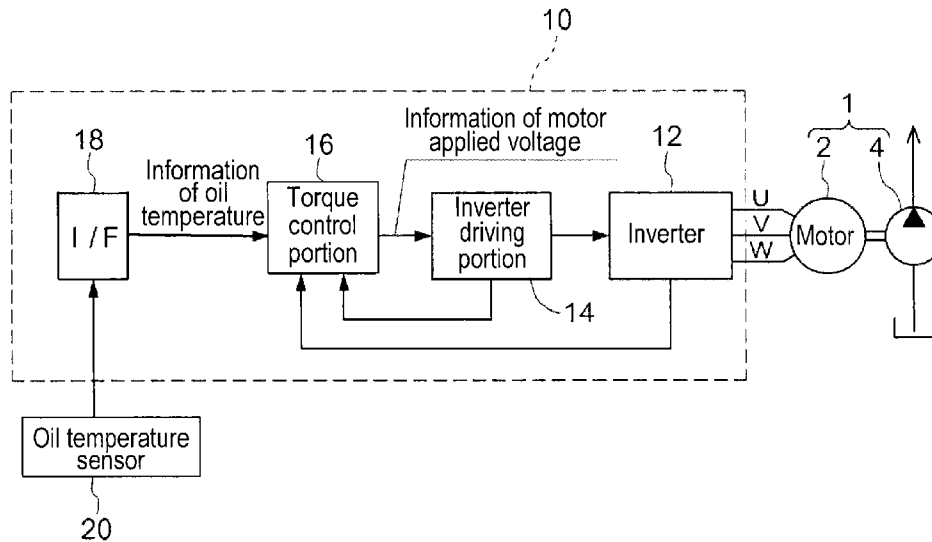 10
Information of motor
applied voltage
1
18
16
12
2
4
Information
of oil
temperature
I/F
Torque
control
portion
Inverter
driving
portion
Inverter
U
V
W
Motor
14
Oil temperature
sensor
20